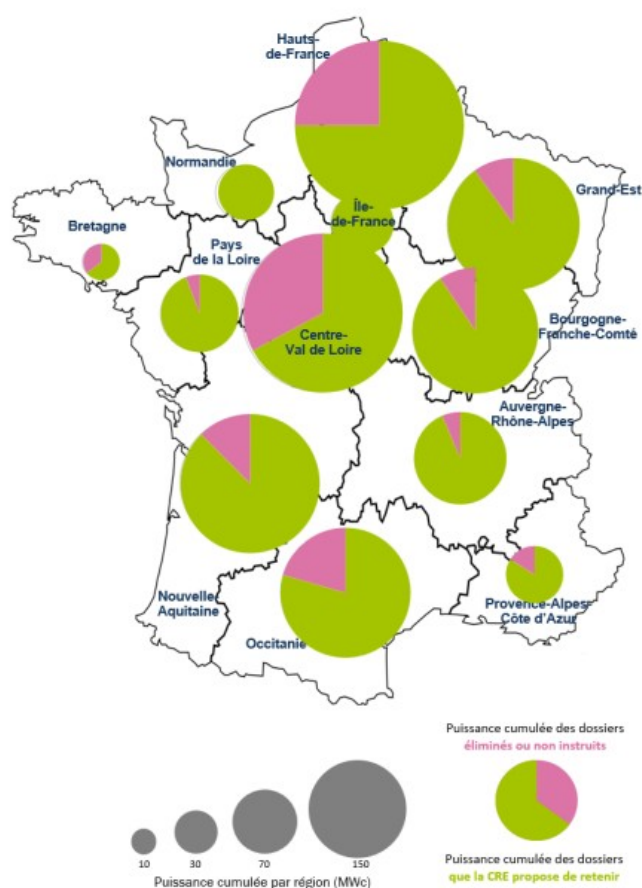 Hauts-
de-France
Normandie
Île-
de-France
Grand-Est
Bretagne
Pays
de la Loire
Centre-
Val de Loire
Bourgogne-
Franche-Comté
Auvergne-
Rhône-Alpes
Nouvelle
Aquitaine
Occitanie
Provence-Alpes-
Côte d'Azur
Puissance cumulée des dossiers
éliminés ou non instruits
10 30 70 150
Puissance cumulée par région (MWc)
Puissance cumulée des dossiers
que la CRE propose de retenir